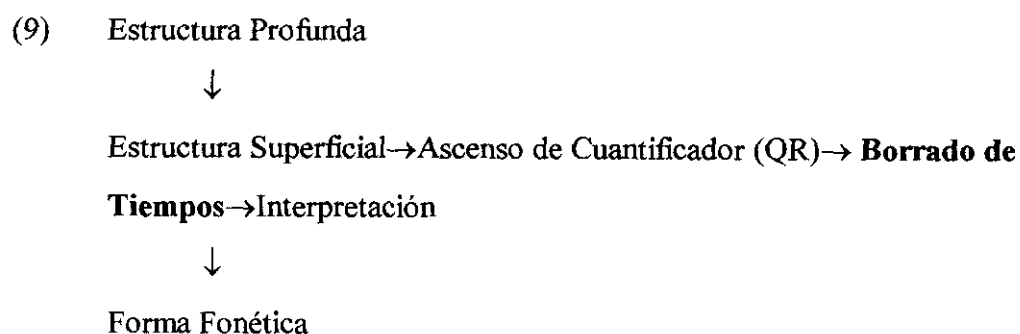 (9) Estructura Profunda
↓
Estructura Superficial→Ascenso de Cuantificador (QR)→ Borrado de
Tiempos→Interpretación
↓
Forma Fonética